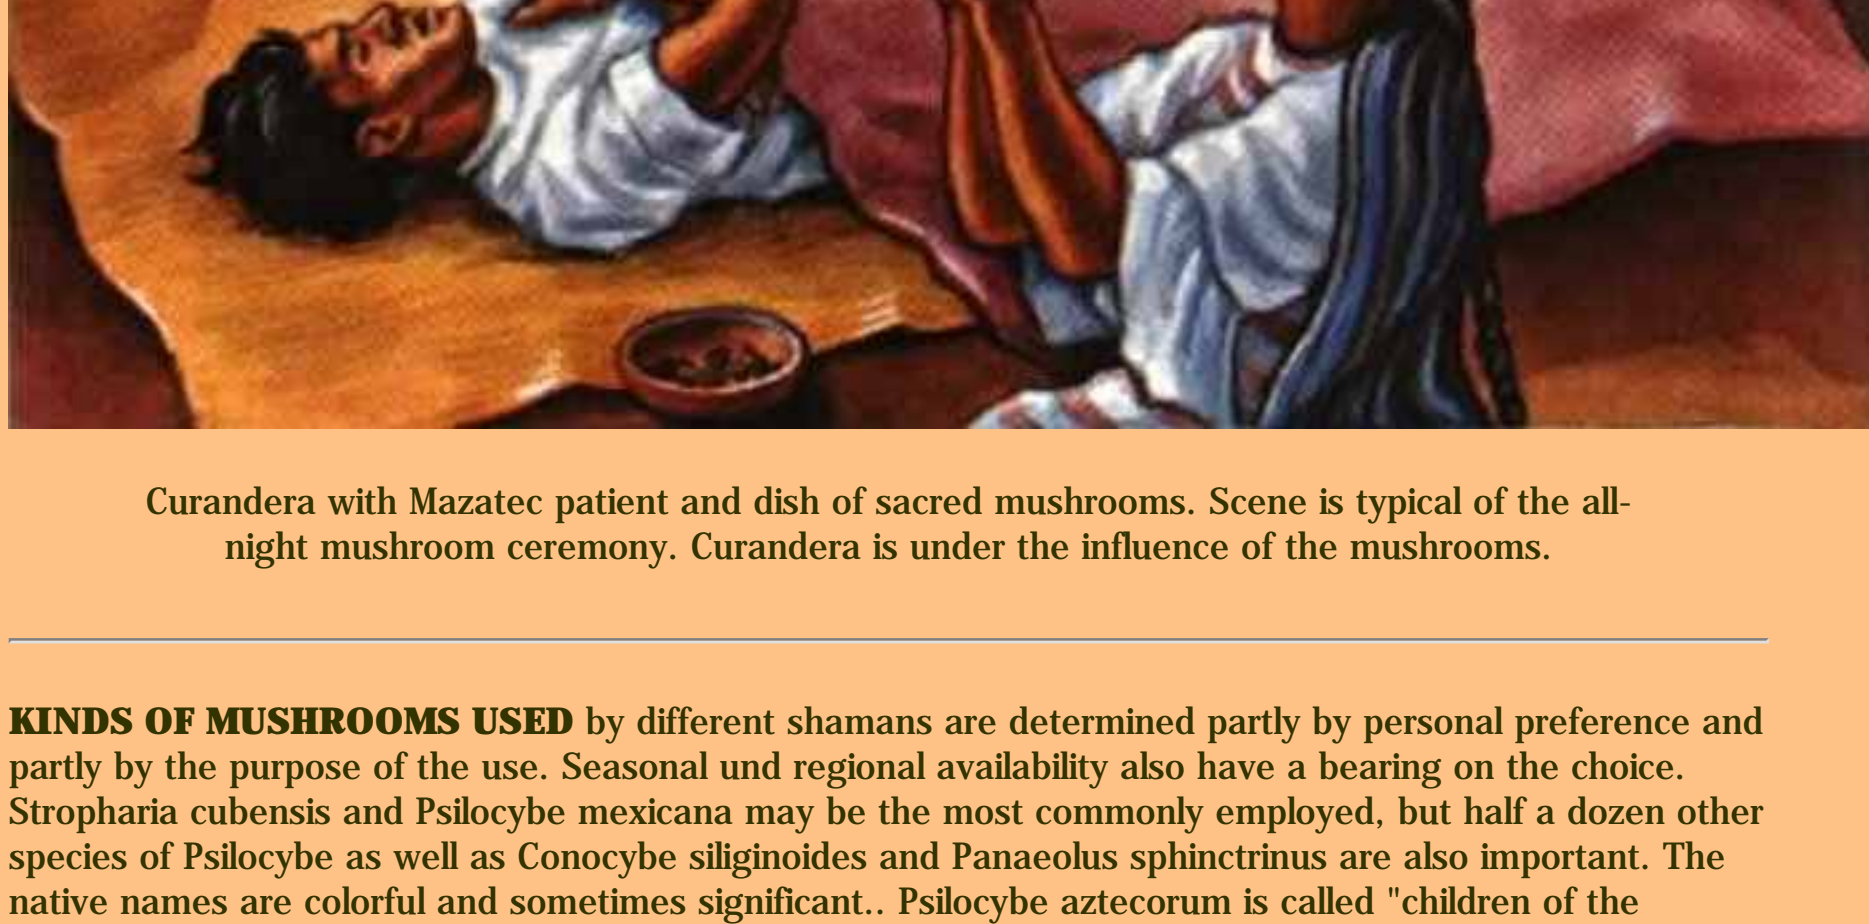 Curandera with Mazatec patient and dish of sacred mushrooms. Scene is typical of the all-
night mushroom ceremony. Curandera is under the influence of the mushrooms.
KINDS OF MUSHROOMS USED by different shamans are determined partly by personal preference and
partly by the purpose of the use. Seasonal und regional availability also have a bearing on the choice.
Stropharia cubensis and Psilocybe mexicana may be the most commonly employed, but half a dozen other
species of Psilocybe as well as Conocybe siliginoides and Panaeolus sphinctrinus are also important. The
native names are colorful and sometimes significant.. Psilocybe aztecorum is called "children of the